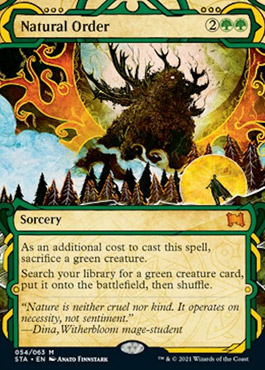 Natural Order 2
Sorcery
As an additional cost to cast this spell,
sacrifice a green creature.
Search your library for a green creature card,
put it onto the battlefield, then shuffle.
“Nature is neither cruel nor kind. It operates on
necessity, not sentiment.”
—Dina, Witherbloom mage-student
054/063 M
STA • EN ANATO FINNSTARK
™ & © 2021 Wizards of the Coast